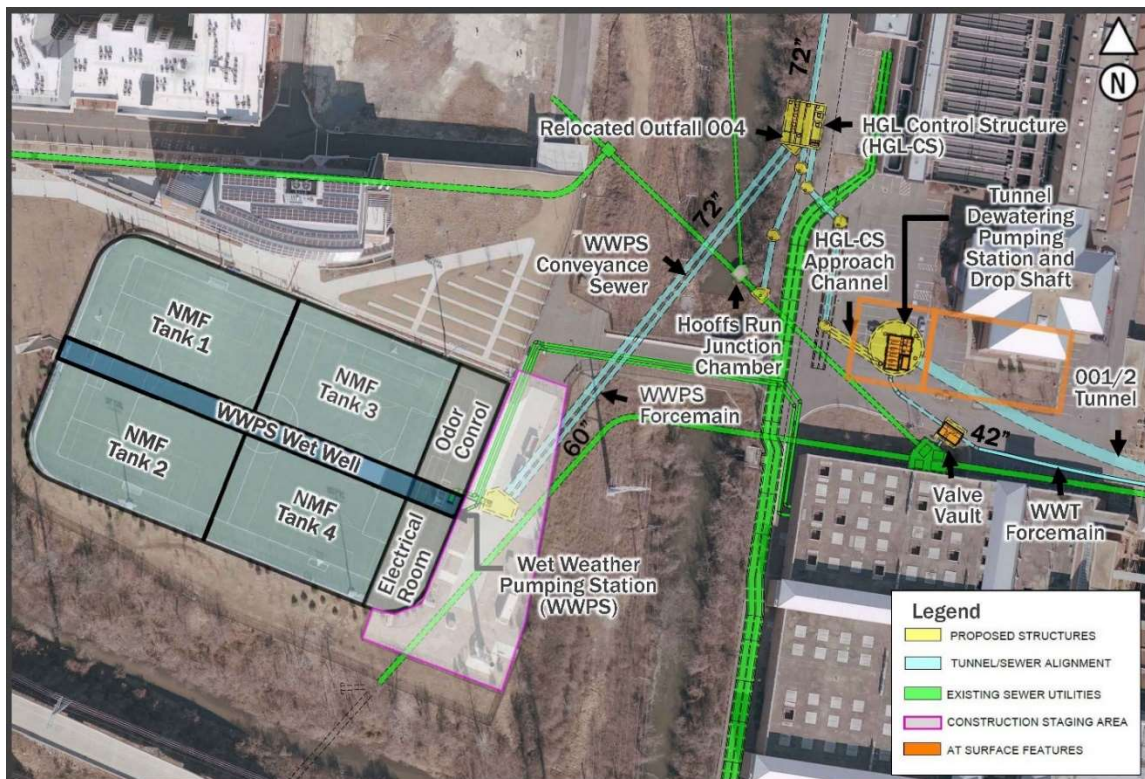 72”
Relocated Outfall 004
HGL Control Structure
(HGL-CS)
N
Tunnel
Dewatering
Pumping
Station and
Drop Shaft
72”
WWPS
Conveyance
Sewer
HGL-CS
Approach
Channel
Hooffs Run
Junction
Chamber
001/2
Tunnel
NMF
Tank 1
NMF
Tank 3
Odor
Conrol
WWPS
Forcemain
WWPS Wet Well
60”
42”
NMF
Tank 2
NMF
Tank 4
Electrical
Room
Valve
Vault
WWT
Forcemain
Wet Weather
Pumping Station
(WWPS)
Legend
PROPOSED STRUCTURES
TUNNEL/SEWER ALIGNMENT
EXISTING SEWER UTILITIES
CONSTRUCTION STAGING AREA
AT SURFACE FEATURES